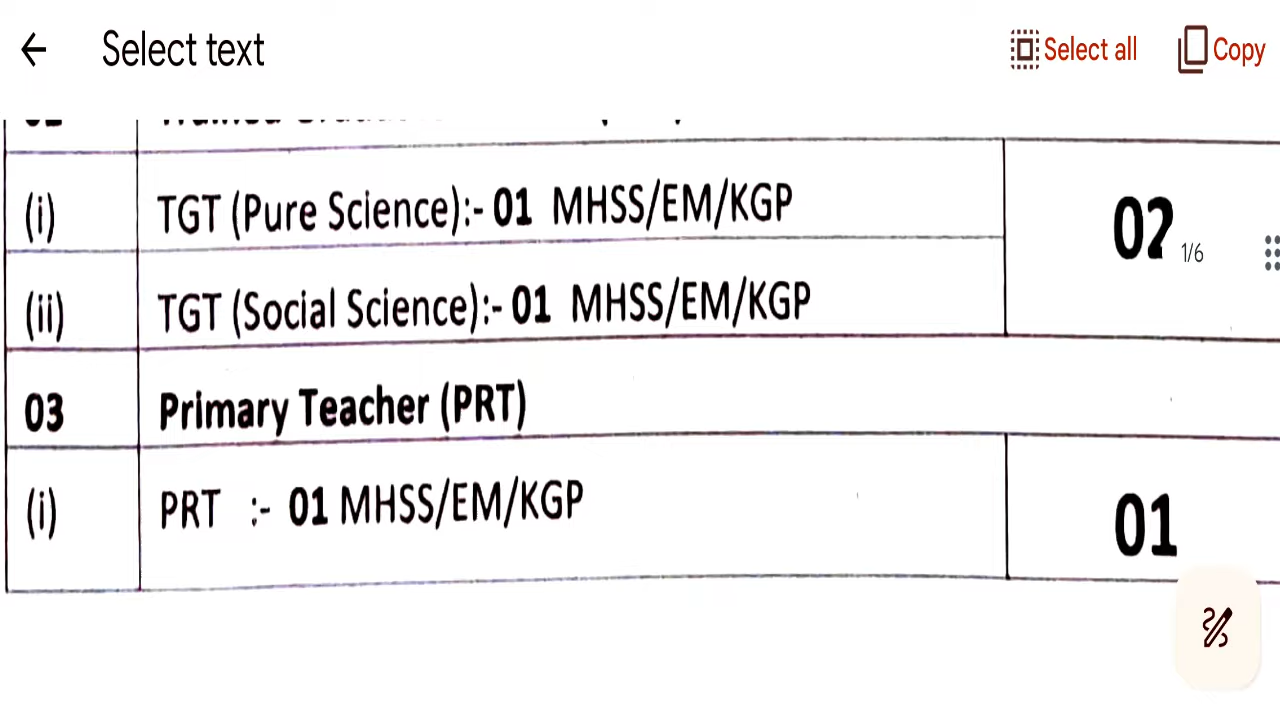 Select text
Select all
Copy
(i) TGT (Pure Science):- 01 MHSS/EM/KGP 02
1/6
(ii) TGT (Social Science):- 01 MHSS/EM/KGP
03 Primary Teacher (PRT)
(i) PRT :- 01 MHSS/EM/KGP 01